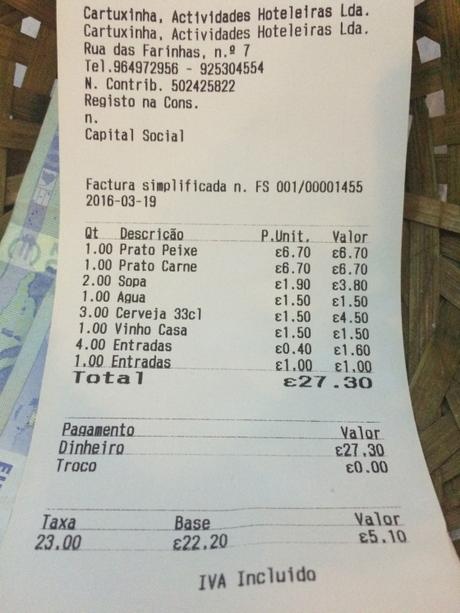 Cartuxinha, Actividades Hoteleiras Lda.
Cartuxinha, Actividades Hoteleiras Lda.
Rua das Farinhas, n.º 7
Tel.964972956 - 925304554
N. Contrib. 502425822
Registo na Cons.
n.
Capital Social
Factura simplificada n. FS 001/00001455
2016-03-19
Qt Descrição P.Unit. Valor
1.00 Prato Peixe €6.70 €6.70
1.00 Prato Carne €6.70 €6.70
2.00 Sopa €1.90 €3.80
1.00 Agua €1.50 €1.50
3.00 Cerveja 33cl €1.50 €4.50
1.00 Vinho Casa €1.50 €1.50
4.00 Entradas €0.40 €1.60
1.00 Entradas €1.00 €1.00
Total €27.30
Pagamento Valor
Dinheiro €27.30
Troco €0.00
Taxa Base Valor
23.00 €22.20 €5.10
IVA Incluido